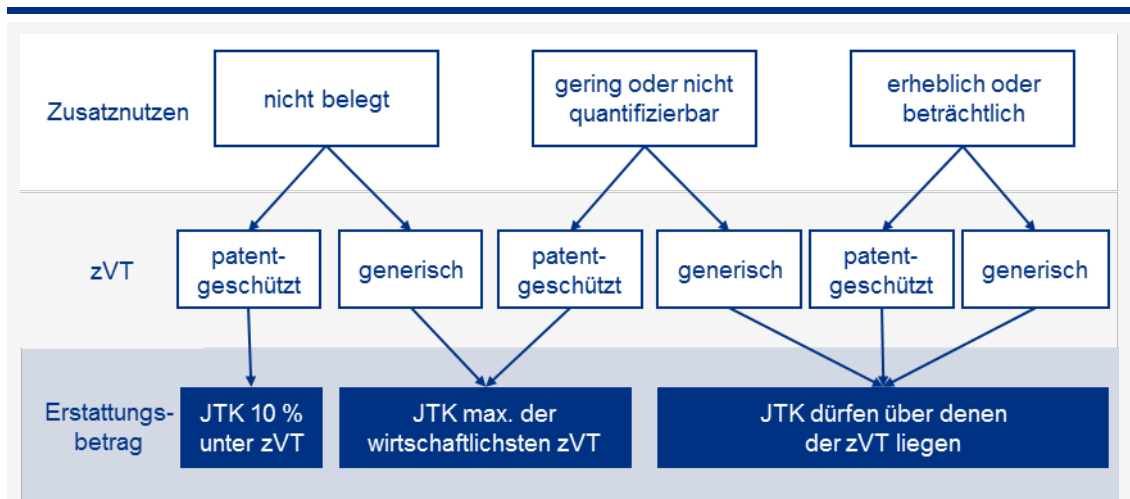 Zusatznutzen
nicht belegt
gering oder nicht
quantifizierbar
erheblich oder
beträchtlich
zVT
patent-
geschützt
generisch
patent-
geschützt
generisch
patent-
geschützt
generisch
Erstattungs-
betrag
JTK 10 %
unter zVT
JTK max. der
wirtschaftlichsten zVT
JTK dürfen über denen
der zVT liegen